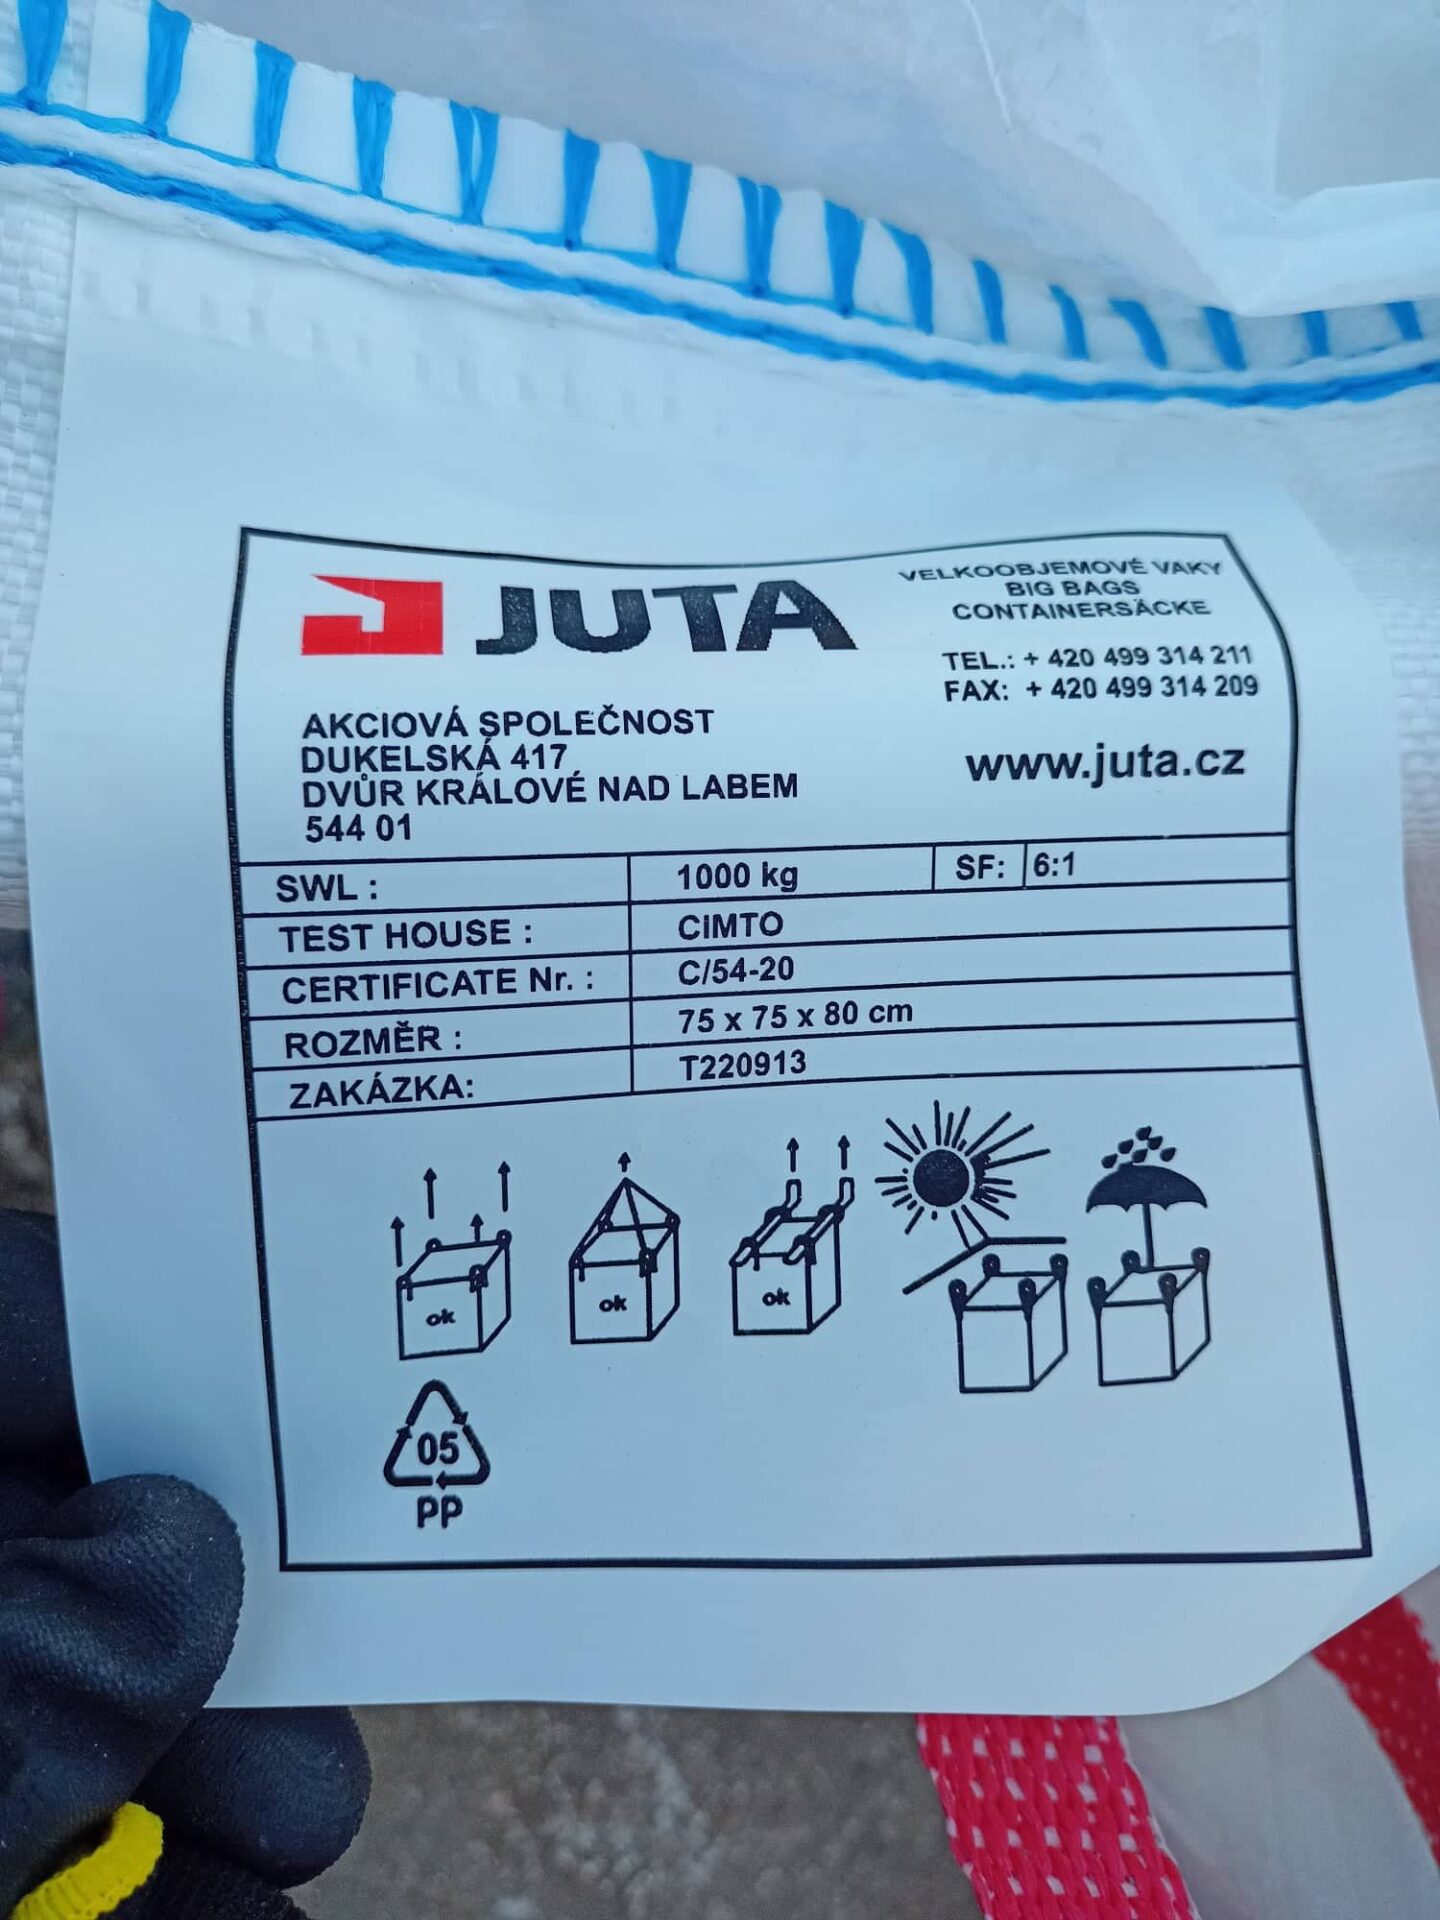 JUTA
VELKOOBJEMOVÉ VAKY
BIG BAGS
CONTAINERSÄCKE
TEL.: + 420 499 314 211
FAX: + 420 499 314 209
www.juta.cz
AKCIOVÁ SPOLEČNOST
DUKELSKÁ 417
DVŮR KRÁLOVÉ NAD LABEM
544 01
SWL : 1000 kg SF: 6:1
TEST HOUSE : CIMTO
CERTIFICATE Nr. : C/54-20
ROZMĚR : 75 x 75 x 80 cm
ZAKÁZKA: T220913
ok ok ok
05
PP